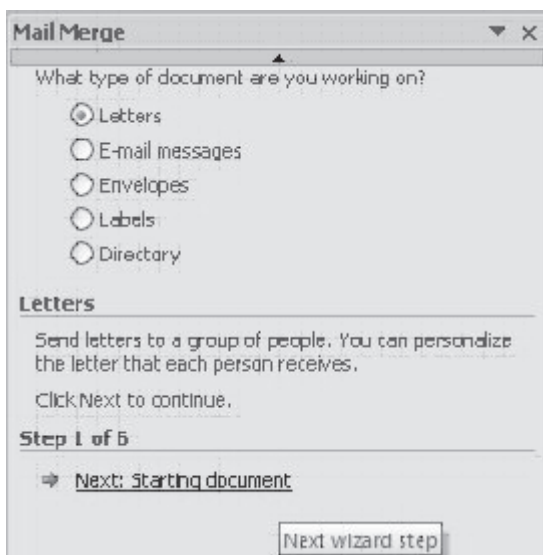 Mail Merge
What type of document are you working on?
Letters
E-mail messages
Envelopes
Labels
Directory
Letters
Send letters to a group of people. You can personalize
the letter that each person receives.
Click Next to continue.
Step 1 of 6
Next: Starting document
Next wizard step